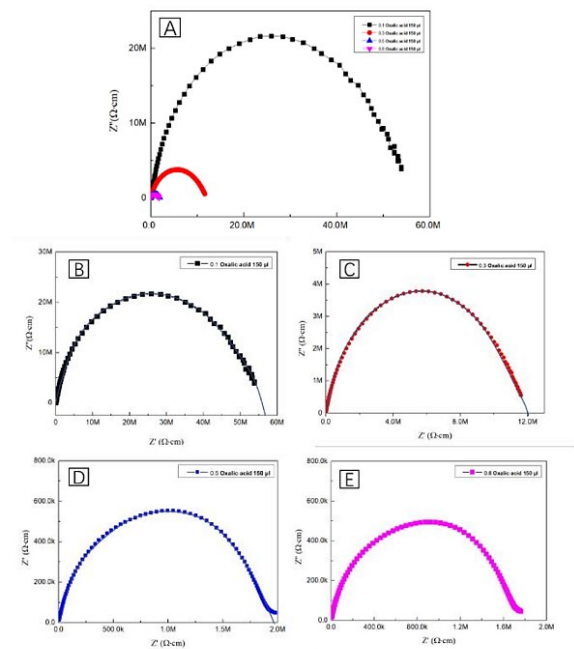 A
0.1 Oxalic acid 150 µl
0.3 Oxalic acid 150 µl
0.5 Oxalic acid 150 µl
0.8 Oxalic acid 150 µl
20M
10M
0
Z''(Ω·cm)
0.0 20.0M 40.0M 60.0M
Z' (Ω·cm)
B
0.1 Oxalic acid 150 µl
30M
20M
10M
0
Z''(Ω·cm)
0 10M 20M 30M 40M 50M 60M
Z' (Ω·cm)
C
0.3 Oxalic acid 150 µl
5M
4M
3M
2M
1M
0
Z'' (Ω·cm)
0.0 4.0M 8.0M 12.0M
Z' (Ω·cm)
D
0.5 Oxalic acid 150 µl
800.0k
600.0k
400.0k
200.0k
0.0
Z'' (Ω·cm)
0.0 500.0k 1.0M 1.5M 2.0M
Z' (Ω·cm)
E
0.8 Oxalic acid 150 µl
800.0k
600.0k
400.0k
200.0k
0.0
Z'' (Ω·cm)
0.0 400.0k 800.0k 1.2M 1.6M 2.0M
Z' (Ω·cm)